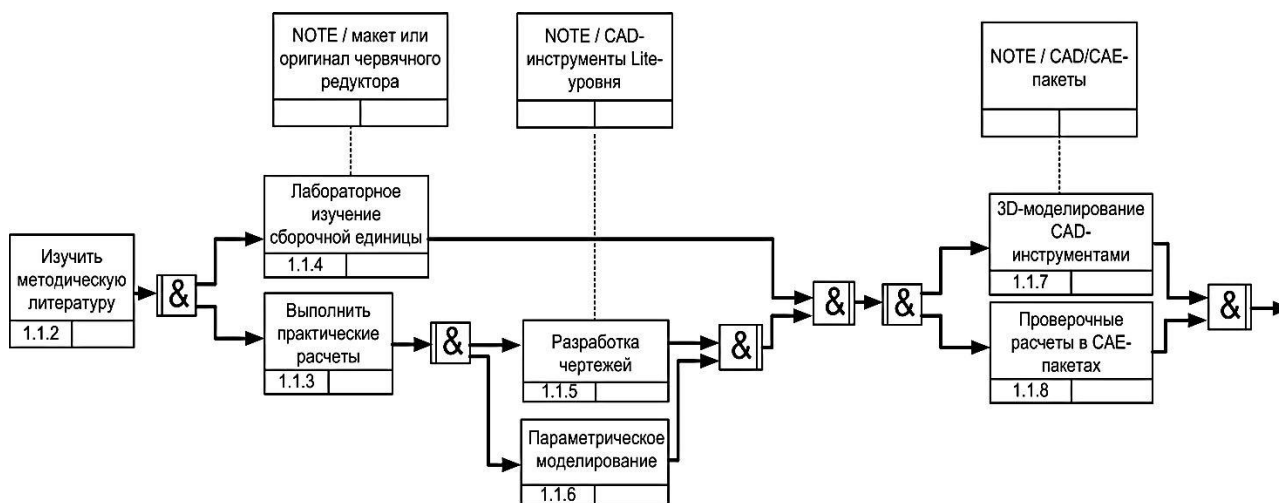 NOTE / макет или
оригинал червячного
редуктора
NOTE / CAD-
инструменты Lite-
уровня
NOTE / CAD/CAE-
пакеты
Изучить
методическую
литературу
1.1.2
&
Лабораторное
изучение
сборочной единицы
1.1.4
Выполнить
практические
расчеты
1.1.3
&
Разработка
чертежей
1.1.5
Параметрическое
моделирование
1.1.6
&
&
&
3D-моделирование
CAD-
инструментами
1.1.7
Проверочные
расчеты в CAE-
пакетах
1.1.8
&